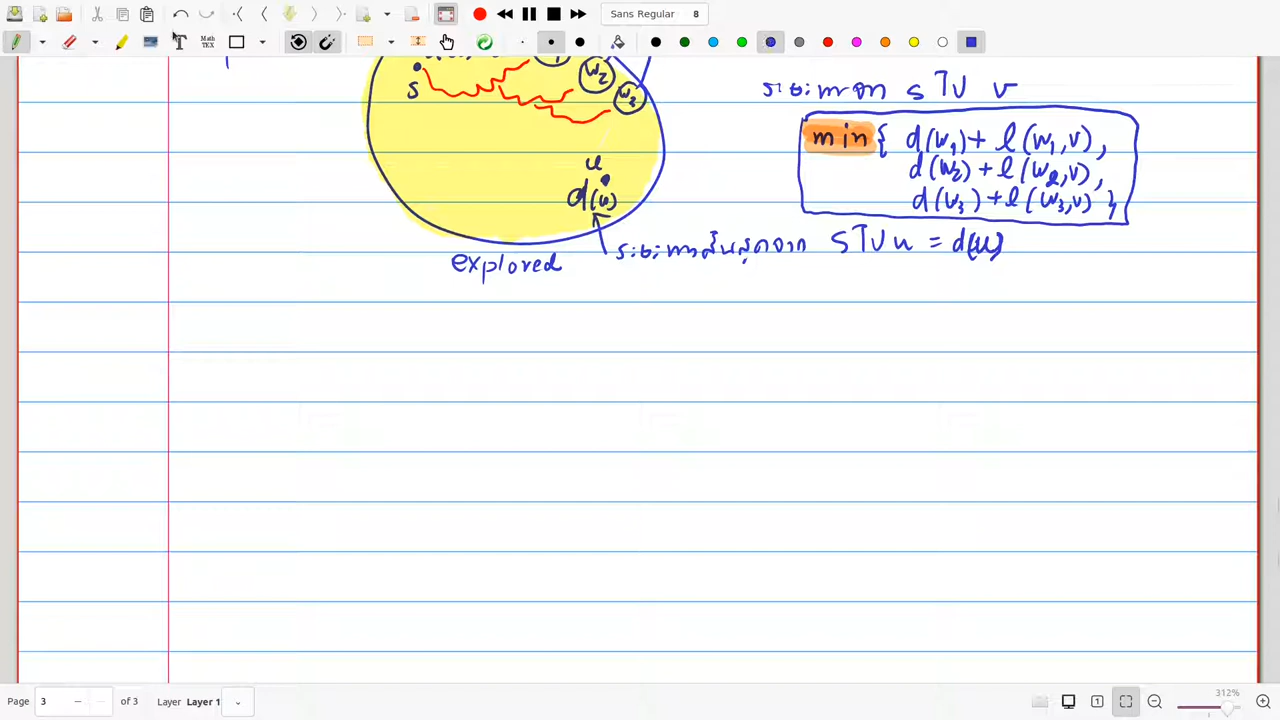 Sans Regular 8
S
w₂
w₃
u
d(u)
explored
ระยะทางจาก s ไป v
min { d(w₁) + l(w₁,v),
d(w₂) + l(w₂,v),
d(w₃) + l(w₃,v) }
ระยะทางสั้นสุดจาก s ไป u = d(u)
Page 3 of 3 Layer Layer 1 312%